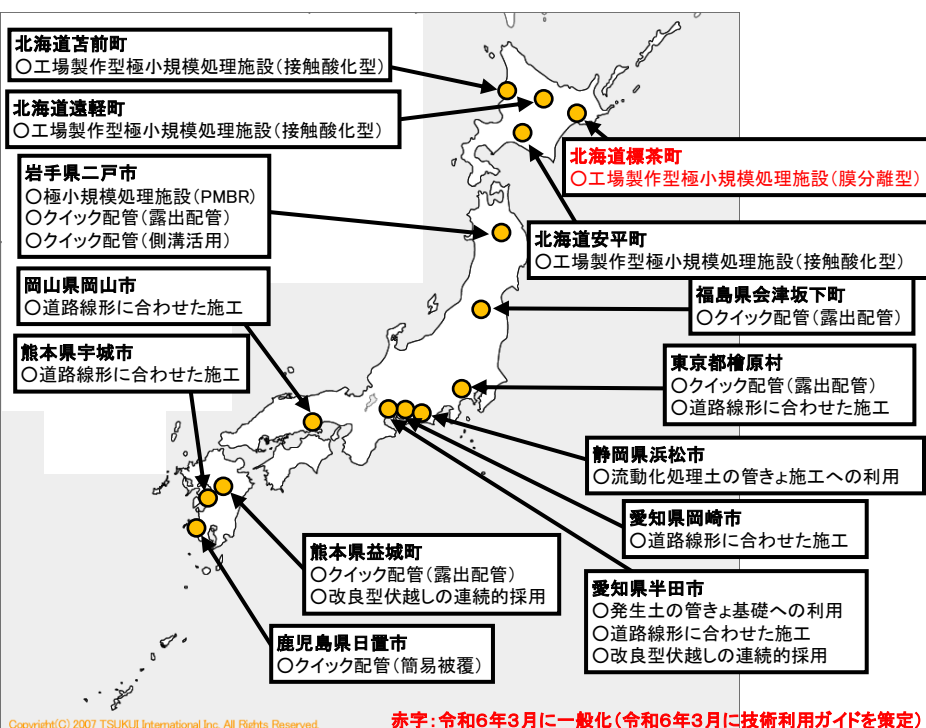 北海道苫前町
○工場製作型極小規模処理施設(接触酸化型)
北海道遠軽町
○工場製作型極小規模処理施設(接触酸化型)
北海道標茶町
○工場製作型極小規模処理施設(膜分離型)
岩手県二戸市
○極小規模処理施設(PMBR)
○クイック配管(露出配管)
○クイック配管(側溝活用)
北海道安平町
○工場製作型極小規模処理施設(接触酸化型)
岡山県岡山市
○道路線形に合わせた施工
福島県会津坂下町
○クイック配管(露出配管)
熊本県宇城市
○道路線形に合わせた施工
東京都檜原村
○クイック配管(露出配管)
○道路線形に合わせた施工
静岡県浜松市
○流動化処理土の管きょ施工への利用
愛知県岡崎市
○道路線形に合わせた施工
熊本県益城町
○クイック配管(露出配管)
○改良型伏越しの連続的採用
愛知県半田市
○発生土の管きょ基礎への利用
○道路線形に合わせた施工
○改良型伏越しの連続的採用
鹿児島県日置市
○クイック配管(簡易被覆)
Copyright(C) 2007 TSUKUI International Inc. All Rights Reserved.
赤字:令和6年3月に一般化(令和6年3月に技術利用ガイドを策定)